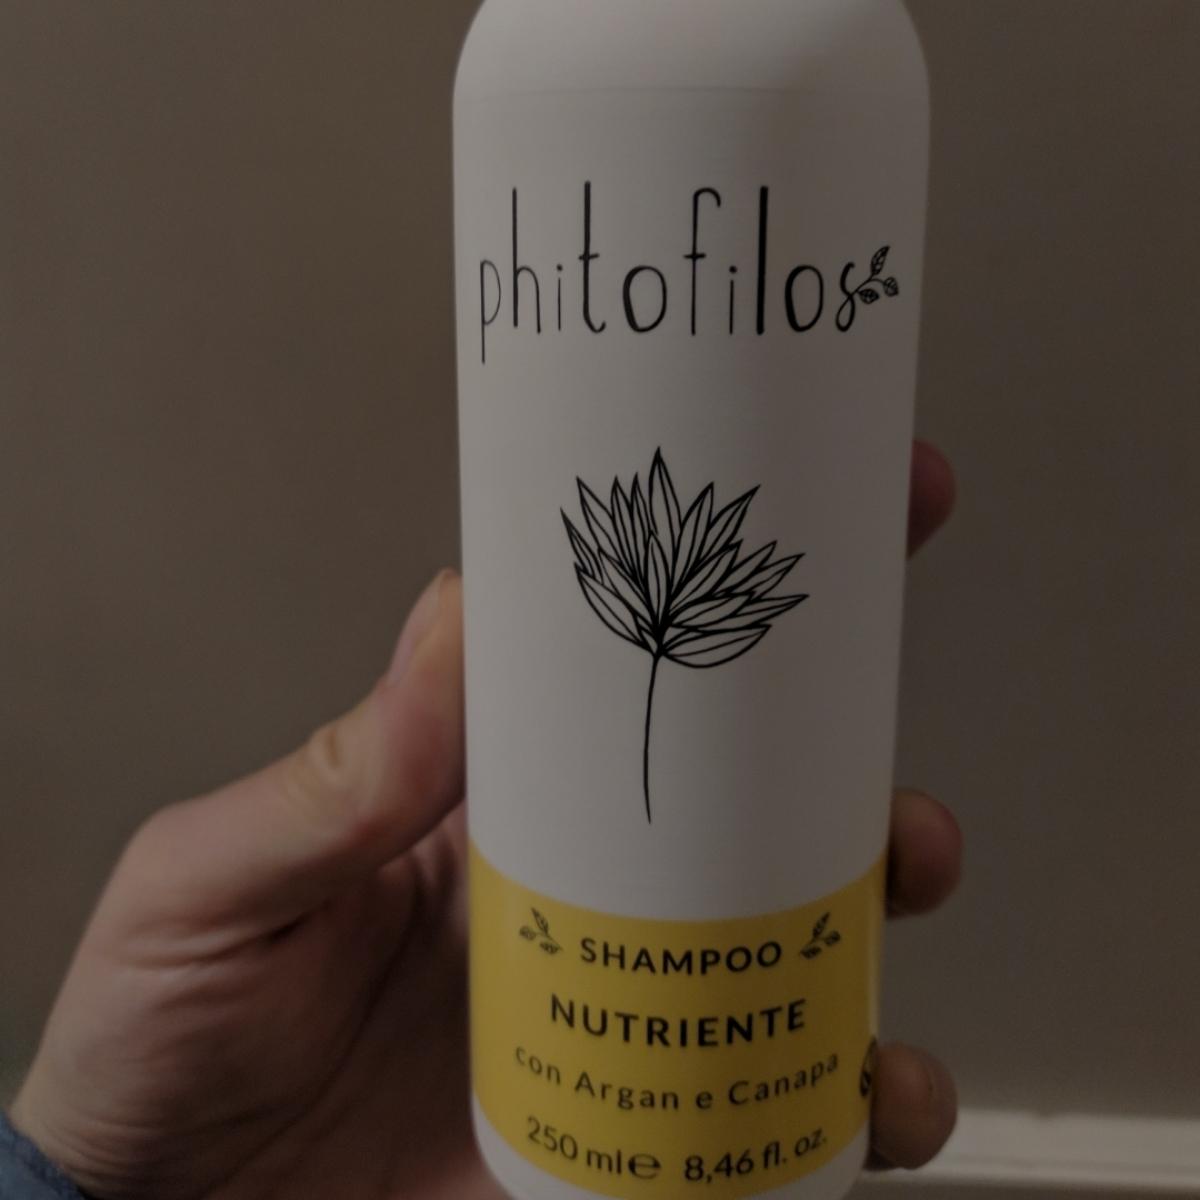 phitofilos
SHAMPOO
NUTRIENTE
con Argan e Canapa
250 ml e 8,46 fl. oz.